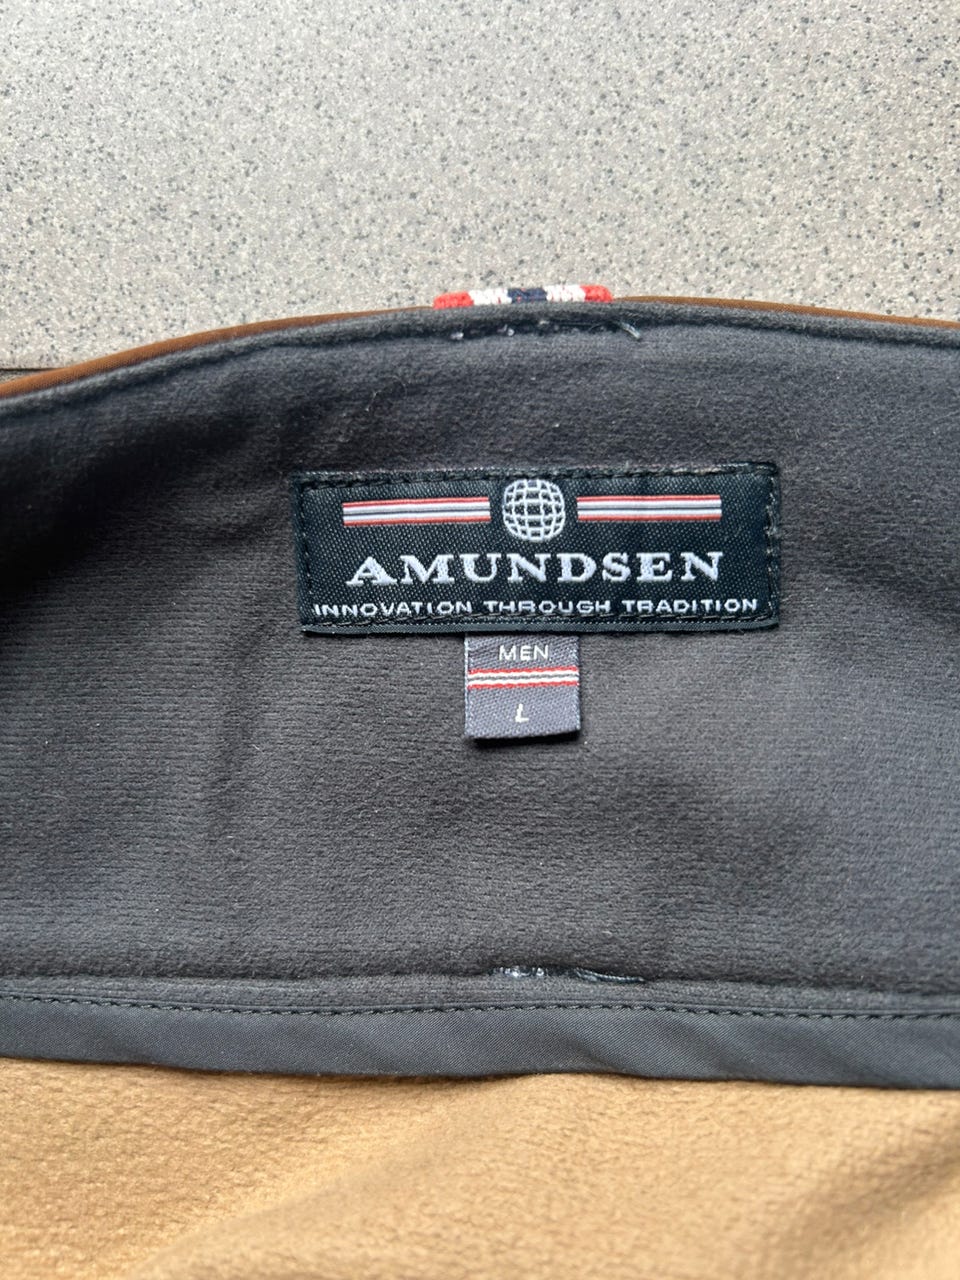 AMUNDSEN
INNOVATION THROUGH TRADITION
MEN
L